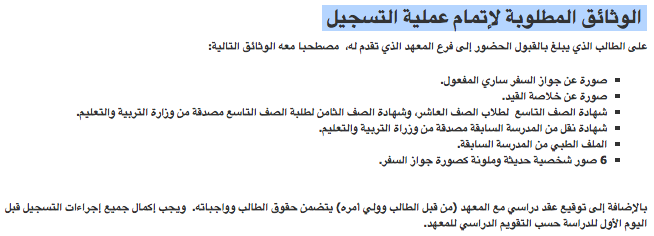 الوثائق المطلوبة لإتمام عملية التسجيل
على الطالب الذي يبلغ بالقبول الحضور إلى فرع المعهد الذي تقدم له، مصطحبا معه الوثائق التالية:
صورة عن جواز السفر ساري المفعول.
صورة عن خلاصة القيد.
شهادة الصف التاسع لطلاب الصف العاشر، وشهادة الصف الثامن لطلبة الصف التاسع مصدقة من وزارة التربية والتعليم.
شهادة نقل من المدرسة السابقة مصدقة من وزراة التربية والتعليم.
الملف الطبي من المدرسة السابقة.
6 صور شخصية حديثة وملونة كصورة جواز السفر.
بالإضافة إلى توقيع عقد دراسي مع المعهد (من قبل الطالب وولي أمره) يتضمن حقوق الطالب وواجباته. ويجب إكمال جميع إجراءات التسجيل قبل
اليوم الأول للدراسة حسب التقويم الدراسي للمعهد.